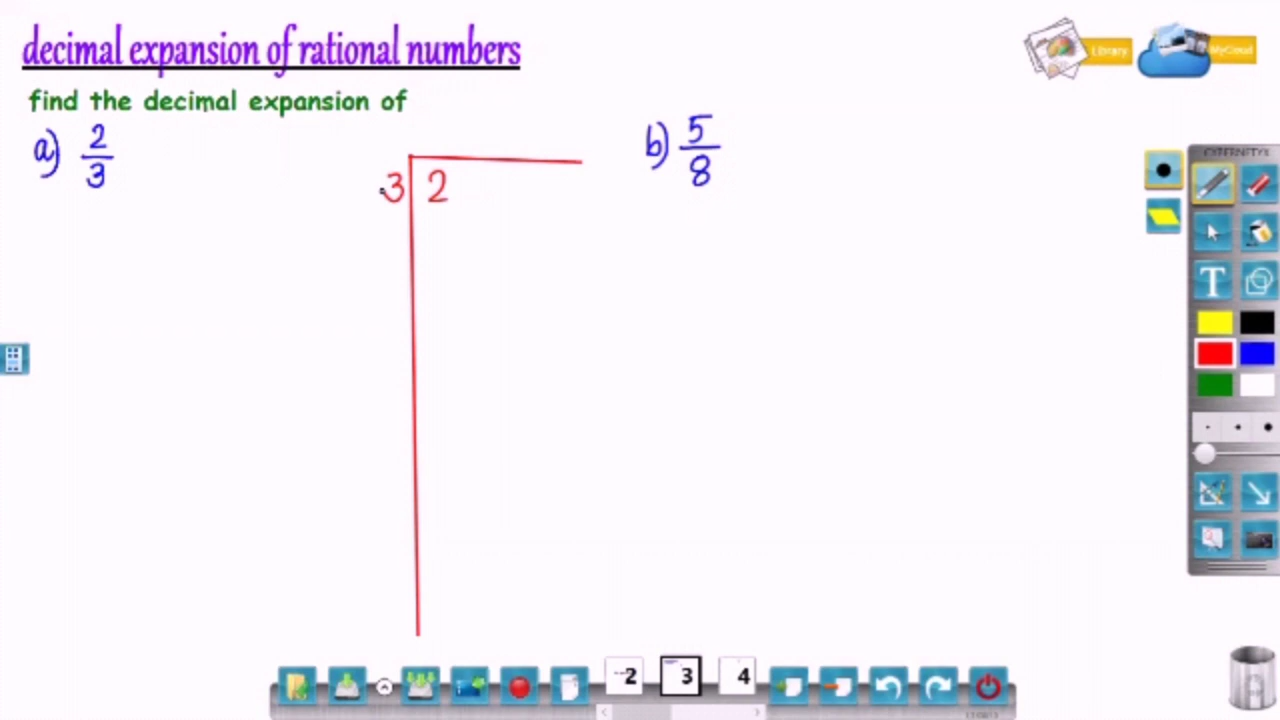 decimal expansion of rational numbers
Library
MyCloud
find the decimal expansion of
a) 2/3
b) 5/8
3 2
T
2
3
4